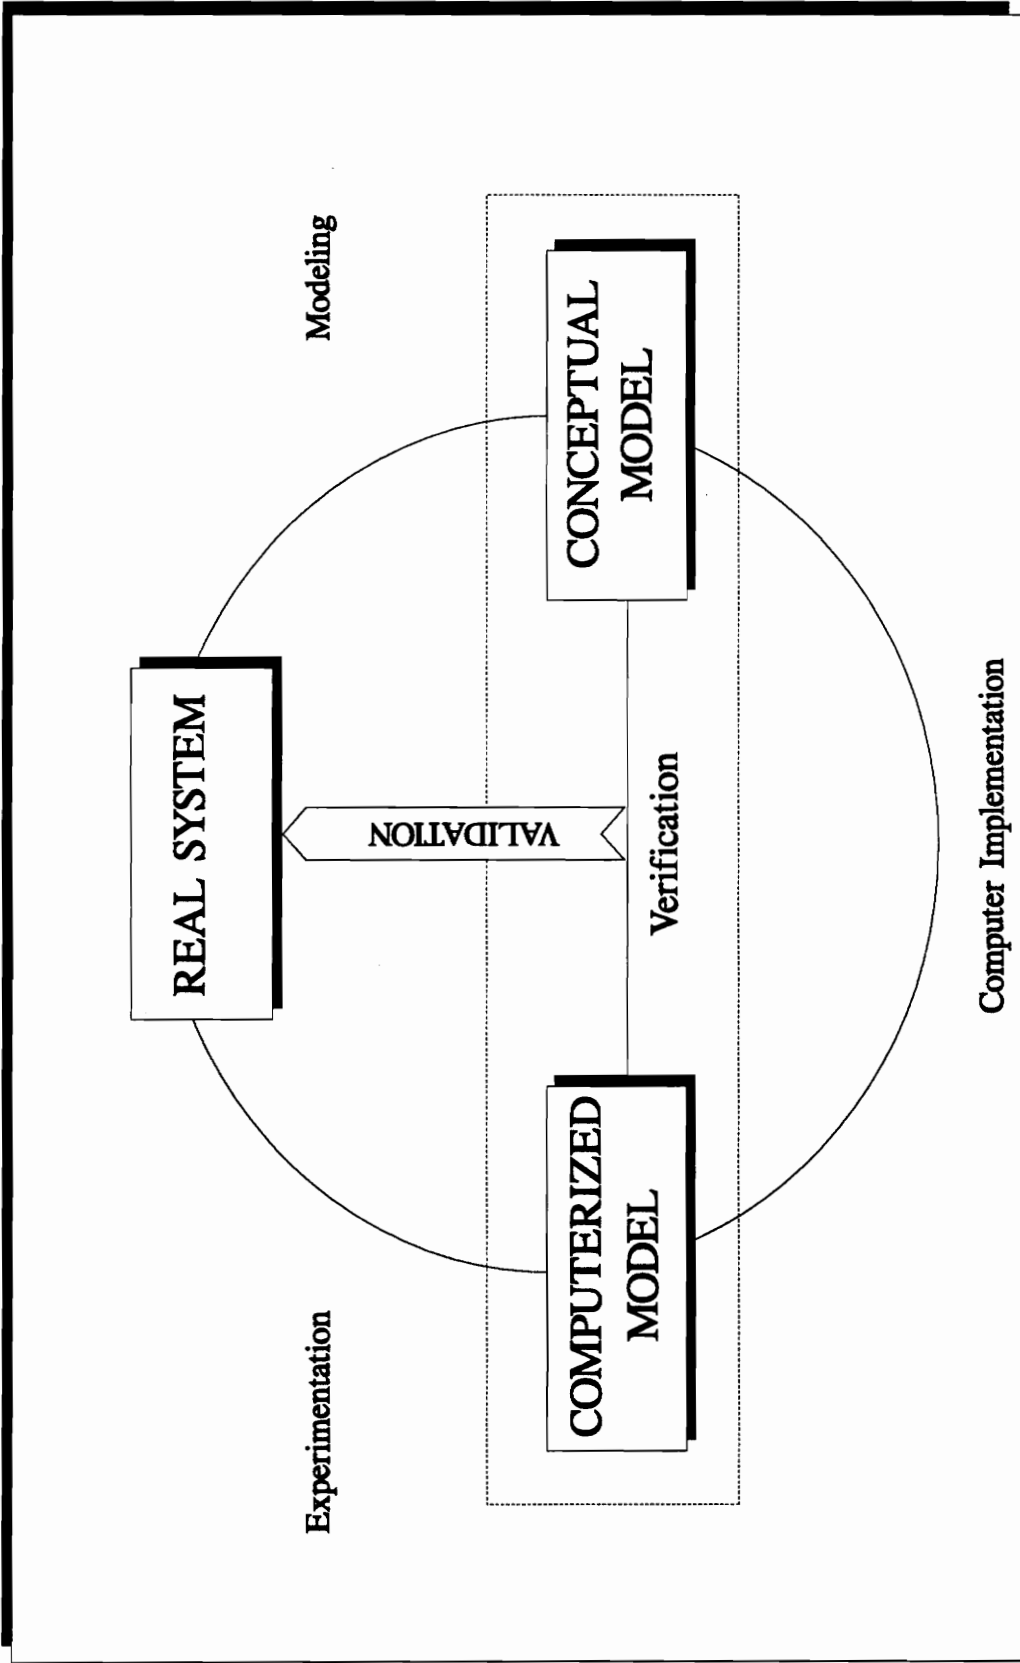 REAL SYSTEM
Experimentation
Modeling
VALIDATION
COMPUTERIZED
MODEL
CONCEPTUAL
MODEL
Verification
Computer Implementation